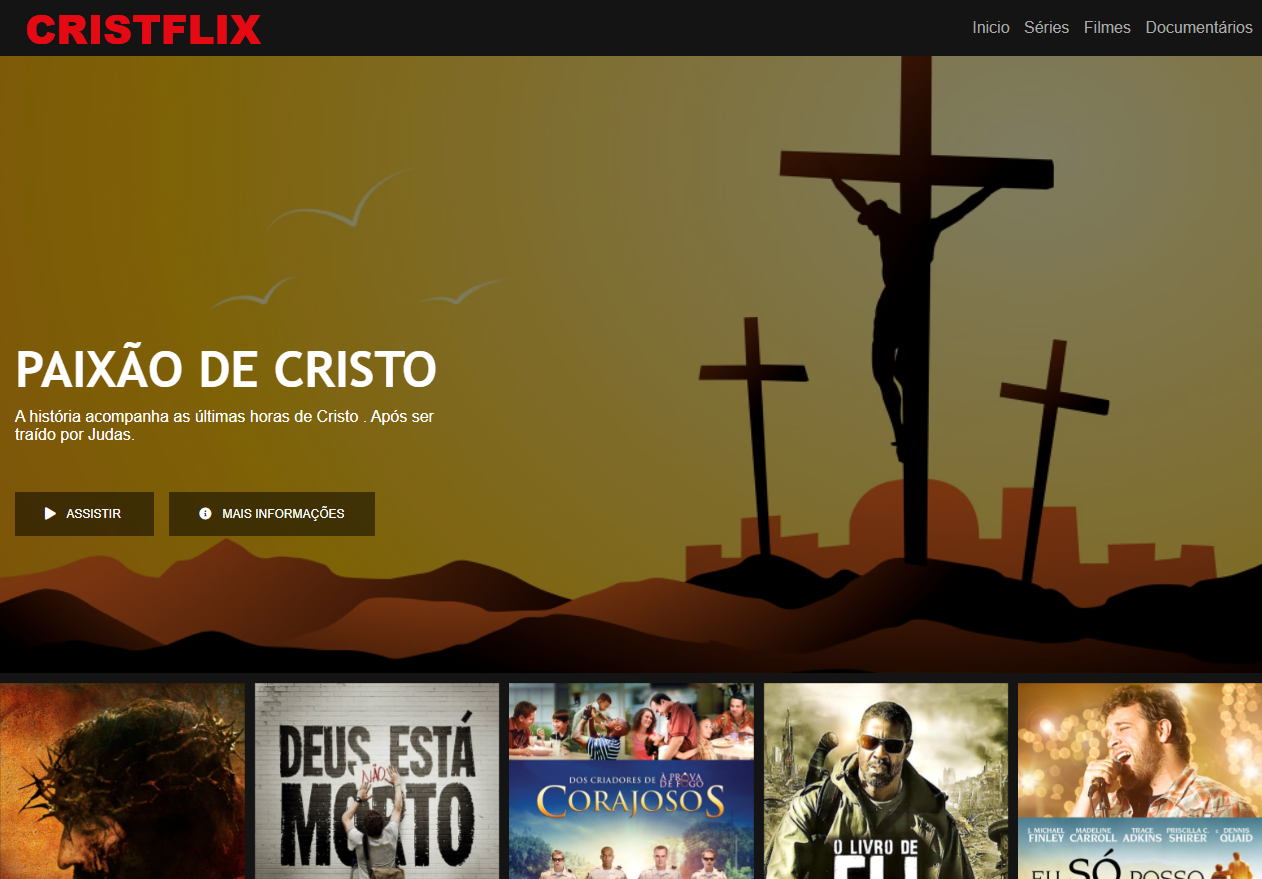 CRISTFLIX
Inicio Séries Filmes Documentários
PAIXÃO DE CRISTO
A história acompanha as últimas horas de Cristo . Após ser
traído por Judas.
ASSISTIR
MAIS INFORMAÇÕES
DEUS ESTÁ
NÃO
MORTO
DOS CRIADORES DE À PROVA
DE FOGO
CORAJOSOS
O LIVRO DE
ELI
J. MICHAEL FINLEY
MADELINE CARROLL
TRACE ADKINS
PRISCILLA C. SHIRER
E DENNIS QUAID
EU SÓ POSSO